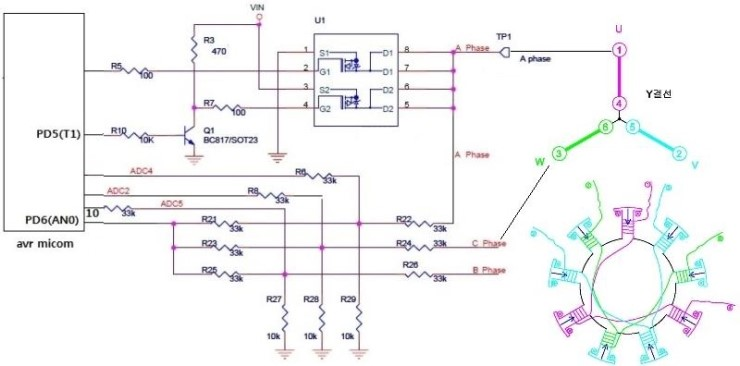 VIN
U1
R3
470
TP1
A Phase
A phase
U
1
4
Y결선
6
5
3
2
W
V
R5
100
1
S1
D1
8
2
G1
D1
7
3
S2
D2
6
4
G2
D2
5
R7
100
PD5(T1)
R10
10K
Q1
BC817/SOT23
A Phase
ADC4
R6
33k
ADC2
R8
33k
10
33k
ADC5
PD6(AN0)
avr micom
R21
33k
R22
33k
R23
33k
R24
33k
C Phase
R25
33k
R26
33k
B Phase
R27
10k
R28
10k
R29
10k